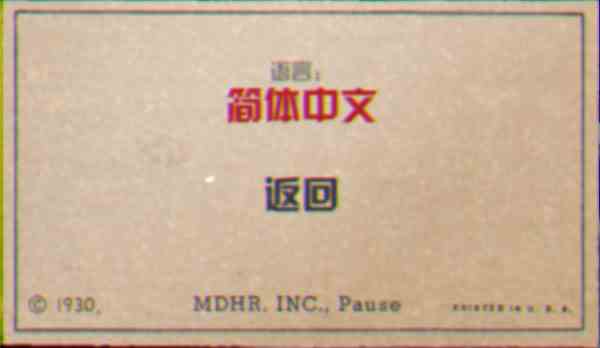 语言：
简体中文
返回
© 1930, MDHR. INC., Pause PRINTED IN U. S. A.